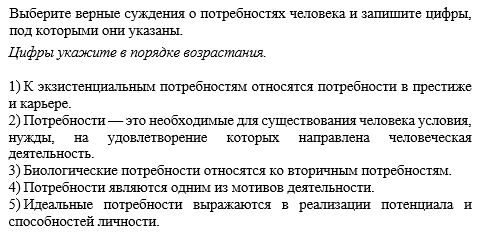 Выберите верные суждения о потребностях человека и запишите цифры,
под которыми они указаны.
Цифры укажите в порядке возрастания.
1) К экзистенциальным потребностям относятся потребности в престиже
и карьере.
2) Потребности — это необходимые для существования человека условия,
нужды, на удовлетворение которых направлена человеческая
деятельность.
3) Биологические потребности относятся ко вторичным потребностям.
4) Потребности являются одним из мотивов деятельности.
5) Идеальные потребности выражаются в реализации потенциала и
способностей личности.